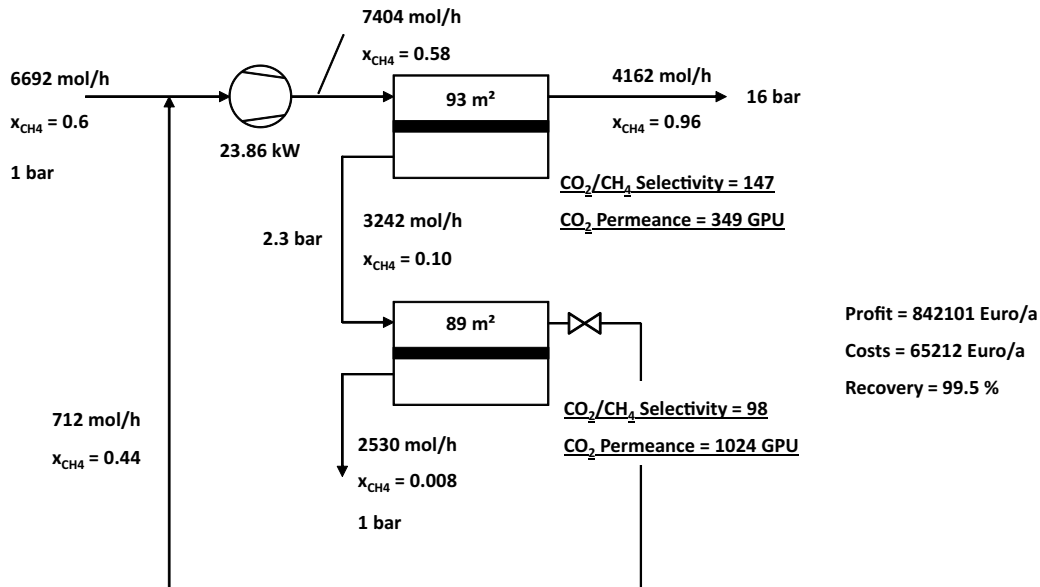 7404 mol/h
x_CH4 = 0.58
6692 mol/h
x_CH4 = 0.6
1 bar
23.86 kW
93 m²
4162 mol/h
x_CH4 = 0.96
16 bar
CO2/CH4 Selectivity = 147
CO2 Permeance = 349 GPU
2.3 bar
3242 mol/h
x_CH4 = 0.10
89 m²
Profit = 842101 Euro/a
Costs = 65212 Euro/a
Recovery = 99.5 %
CO2/CH4 Selectivity = 98
CO2 Permeance = 1024 GPU
712 mol/h
x_CH4 = 0.44
2530 mol/h
x_CH4 = 0.008
1 bar